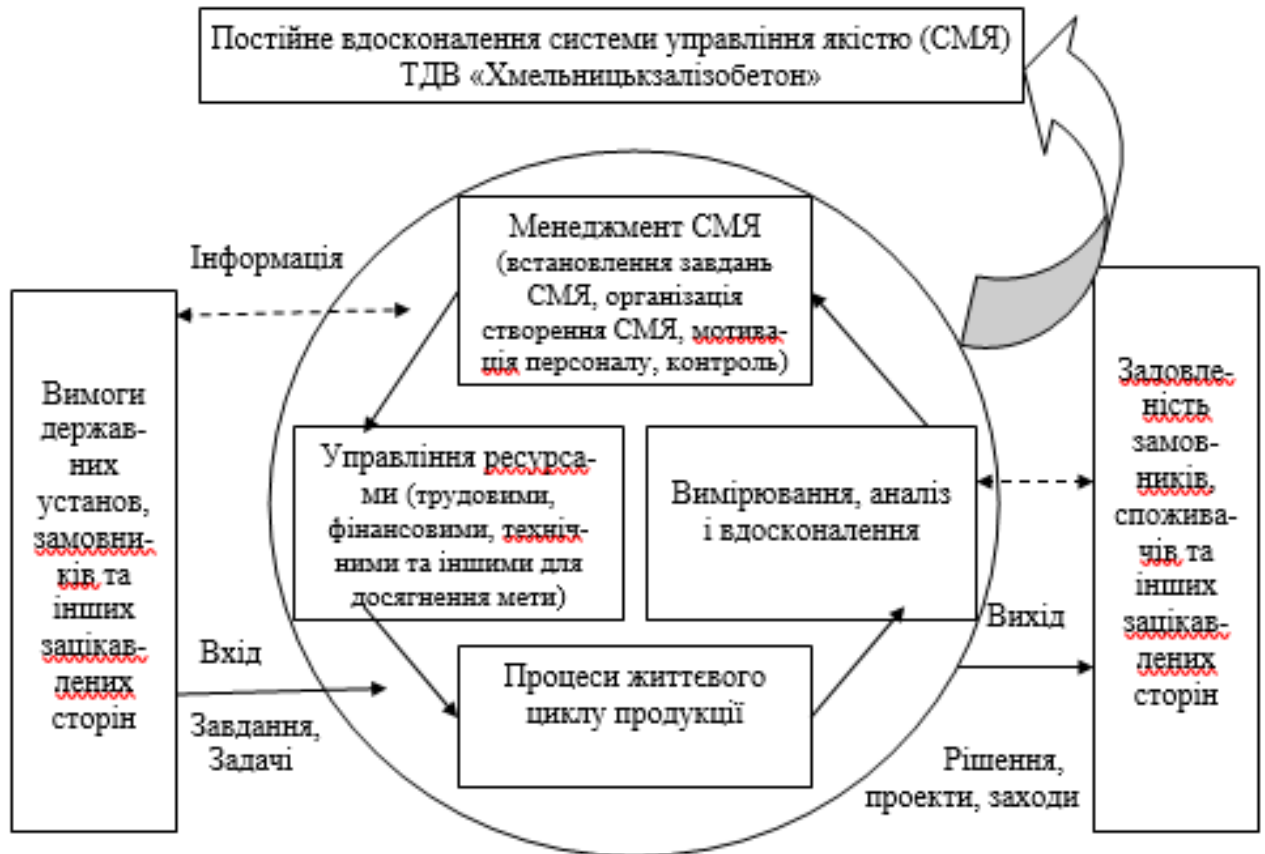 Постійне вдосконалення системи управління якістю (СМЯ)
ТДВ «Хмельницькзалізобетон»
Інформація
Менеджмент СМЯ
(встановлення завдань
СМЯ, організація
створення СМЯ, мотива-
ція персоналу, контроль)
Вимоги
держав-
них
установ,
замовни-
ків та
інших
зацікав-
лених
сторін
Управління ресурса-
ми (трудовими,
фінансовими, техніч-
ними та іншими для
досягнення мети)
Вимірювання, аналіз
і вдосконалення
Задовле-
ність
замов-
ників,
спожива-
чів та
інших
зацікав-
лених
сторін
Вхід
Завдання,
Задачі
Процеси життєвого
циклу продукції
Вихід
Рішення,
проекти, заходи